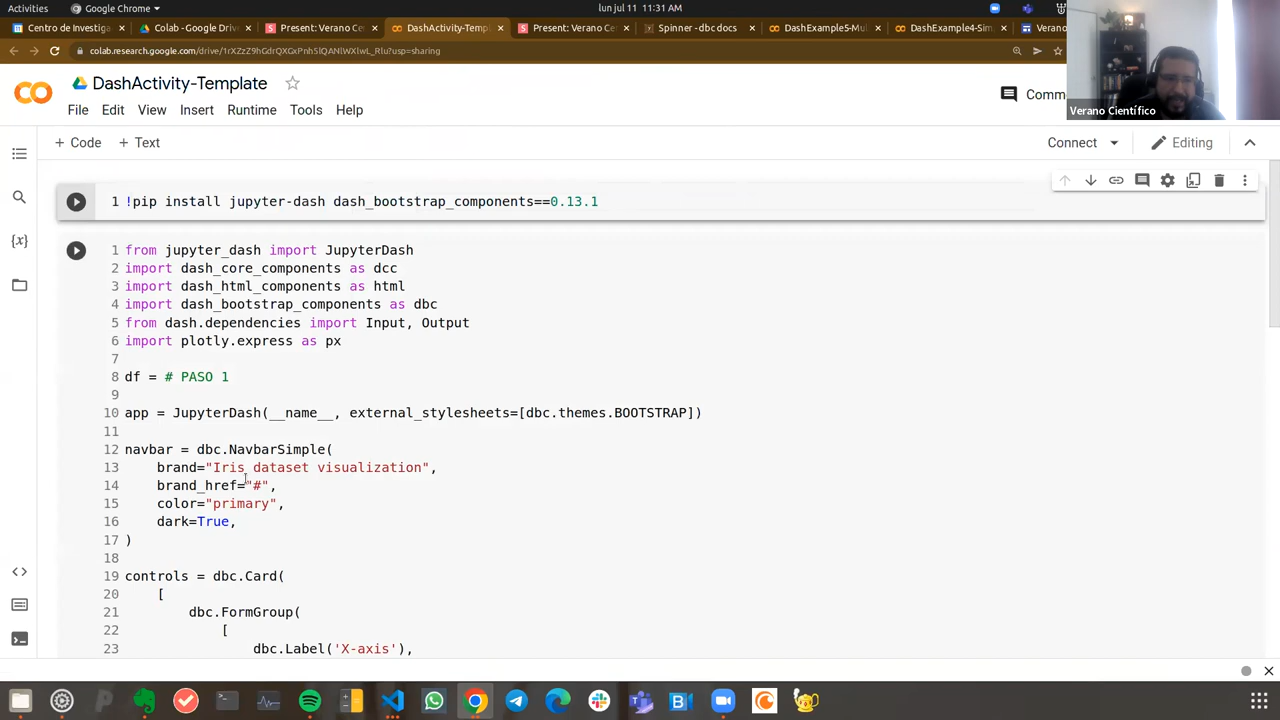 Activities
Google Chrome
lun jul 11 11:31 AM
Centro de Investiga
Colab - Google Drive
Present: Verano Cie
DashActivity-Templ
Present: Verano Ce
Spinner - dbc docs
DashExample5-Mul
DashExample4-Sim
Verano
colab.research.google.com/drive/
?usp=sharing
DashActivity-Template
File Edit View Insert Runtime Tools Help
Comm
Verano Científico
+ Code + Text
Connect
Editing
1 !pip install jupyter-dash dash_bootstrap_components==0.13.1
1 from jupyter_dash import JupyterDash
2 import dash_core_components as dcc
3 import dash_html_components as html
4 import dash_bootstrap_components as dbc
5 from dash.dependencies import Input, Output
6 import plotly.express as px
7
8 df = # PASO 1
9
10 app = JupyterDash(__name__, external_stylesheets=[dbc.themes.BOOTSTRAP])
11
12 navbar = dbc.NavbarSimple(
13 brand="Iris dataset visualization",
14 brand_href="#",
15 color="primary",
16 dark=True,
17 )
18
19 controls = dbc.Card(
20 [
21 dbc.FormGroup(
22 [
23 dbc.Label('X-axis'),